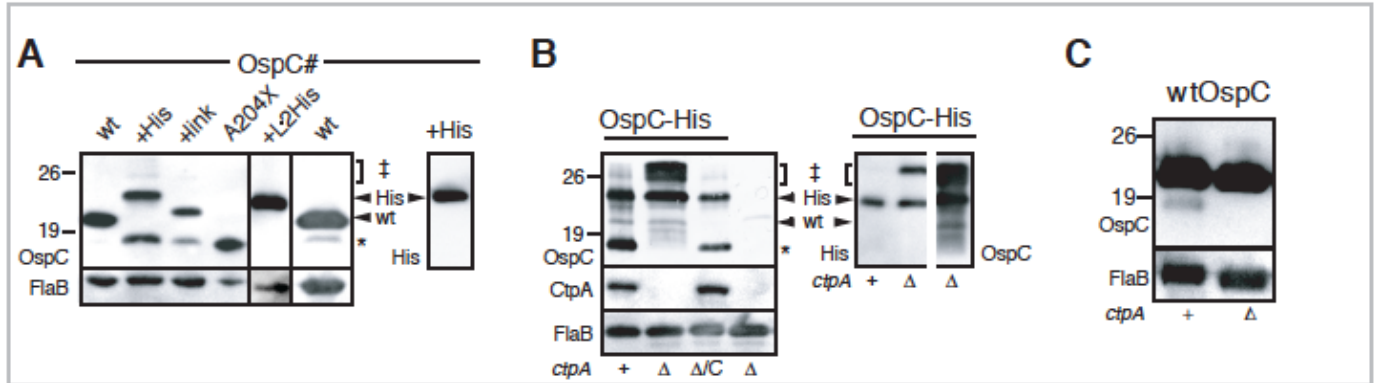 A
OspC#
wt +His +link A204X +L2His wt
+His
26
‡
His
wt
19
*
OspC
His
FlaB
B
OspC-His
OspC-His
26
‡
His
wt
19
*
OspC
His
OspC
ctpA + Δ Δ
CtpA
FlaB
ctpA + Δ Δ/C Δ
C
wtOspC
26
19
OspC
FlaB
ctpA + Δ